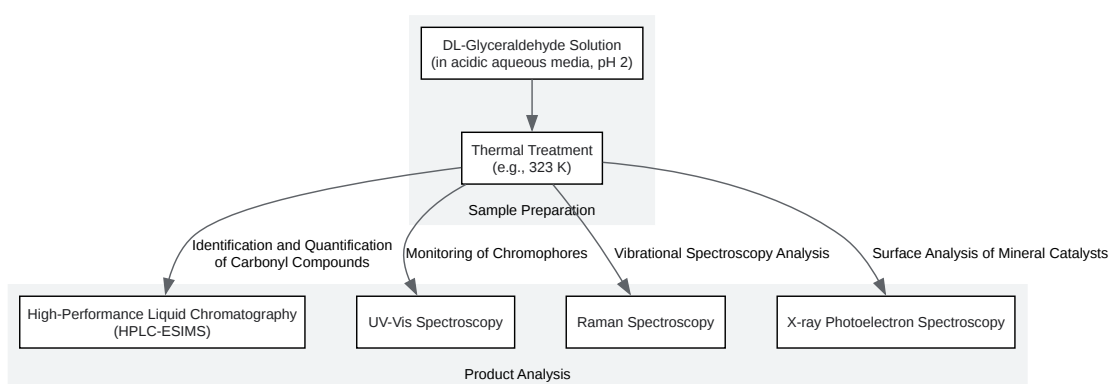 DL-Glyceraldehyde Solution
(in acidic aqueous media, pH 2)
Thermal Treatment
(e.g., 323 K)
Sample Preparation
Identification and Quantification
of Carbonyl Compounds
Monitoring of Chromophores
Vibrational Spectroscopy Analysis
Surface Analysis of Mineral Catalysts
High-Performance Liquid Chromatography
(HPLC-ESIMS)
UV-Vis Spectroscopy
Raman Spectroscopy
X-ray Photoelectron Spectroscopy
Product Analysis